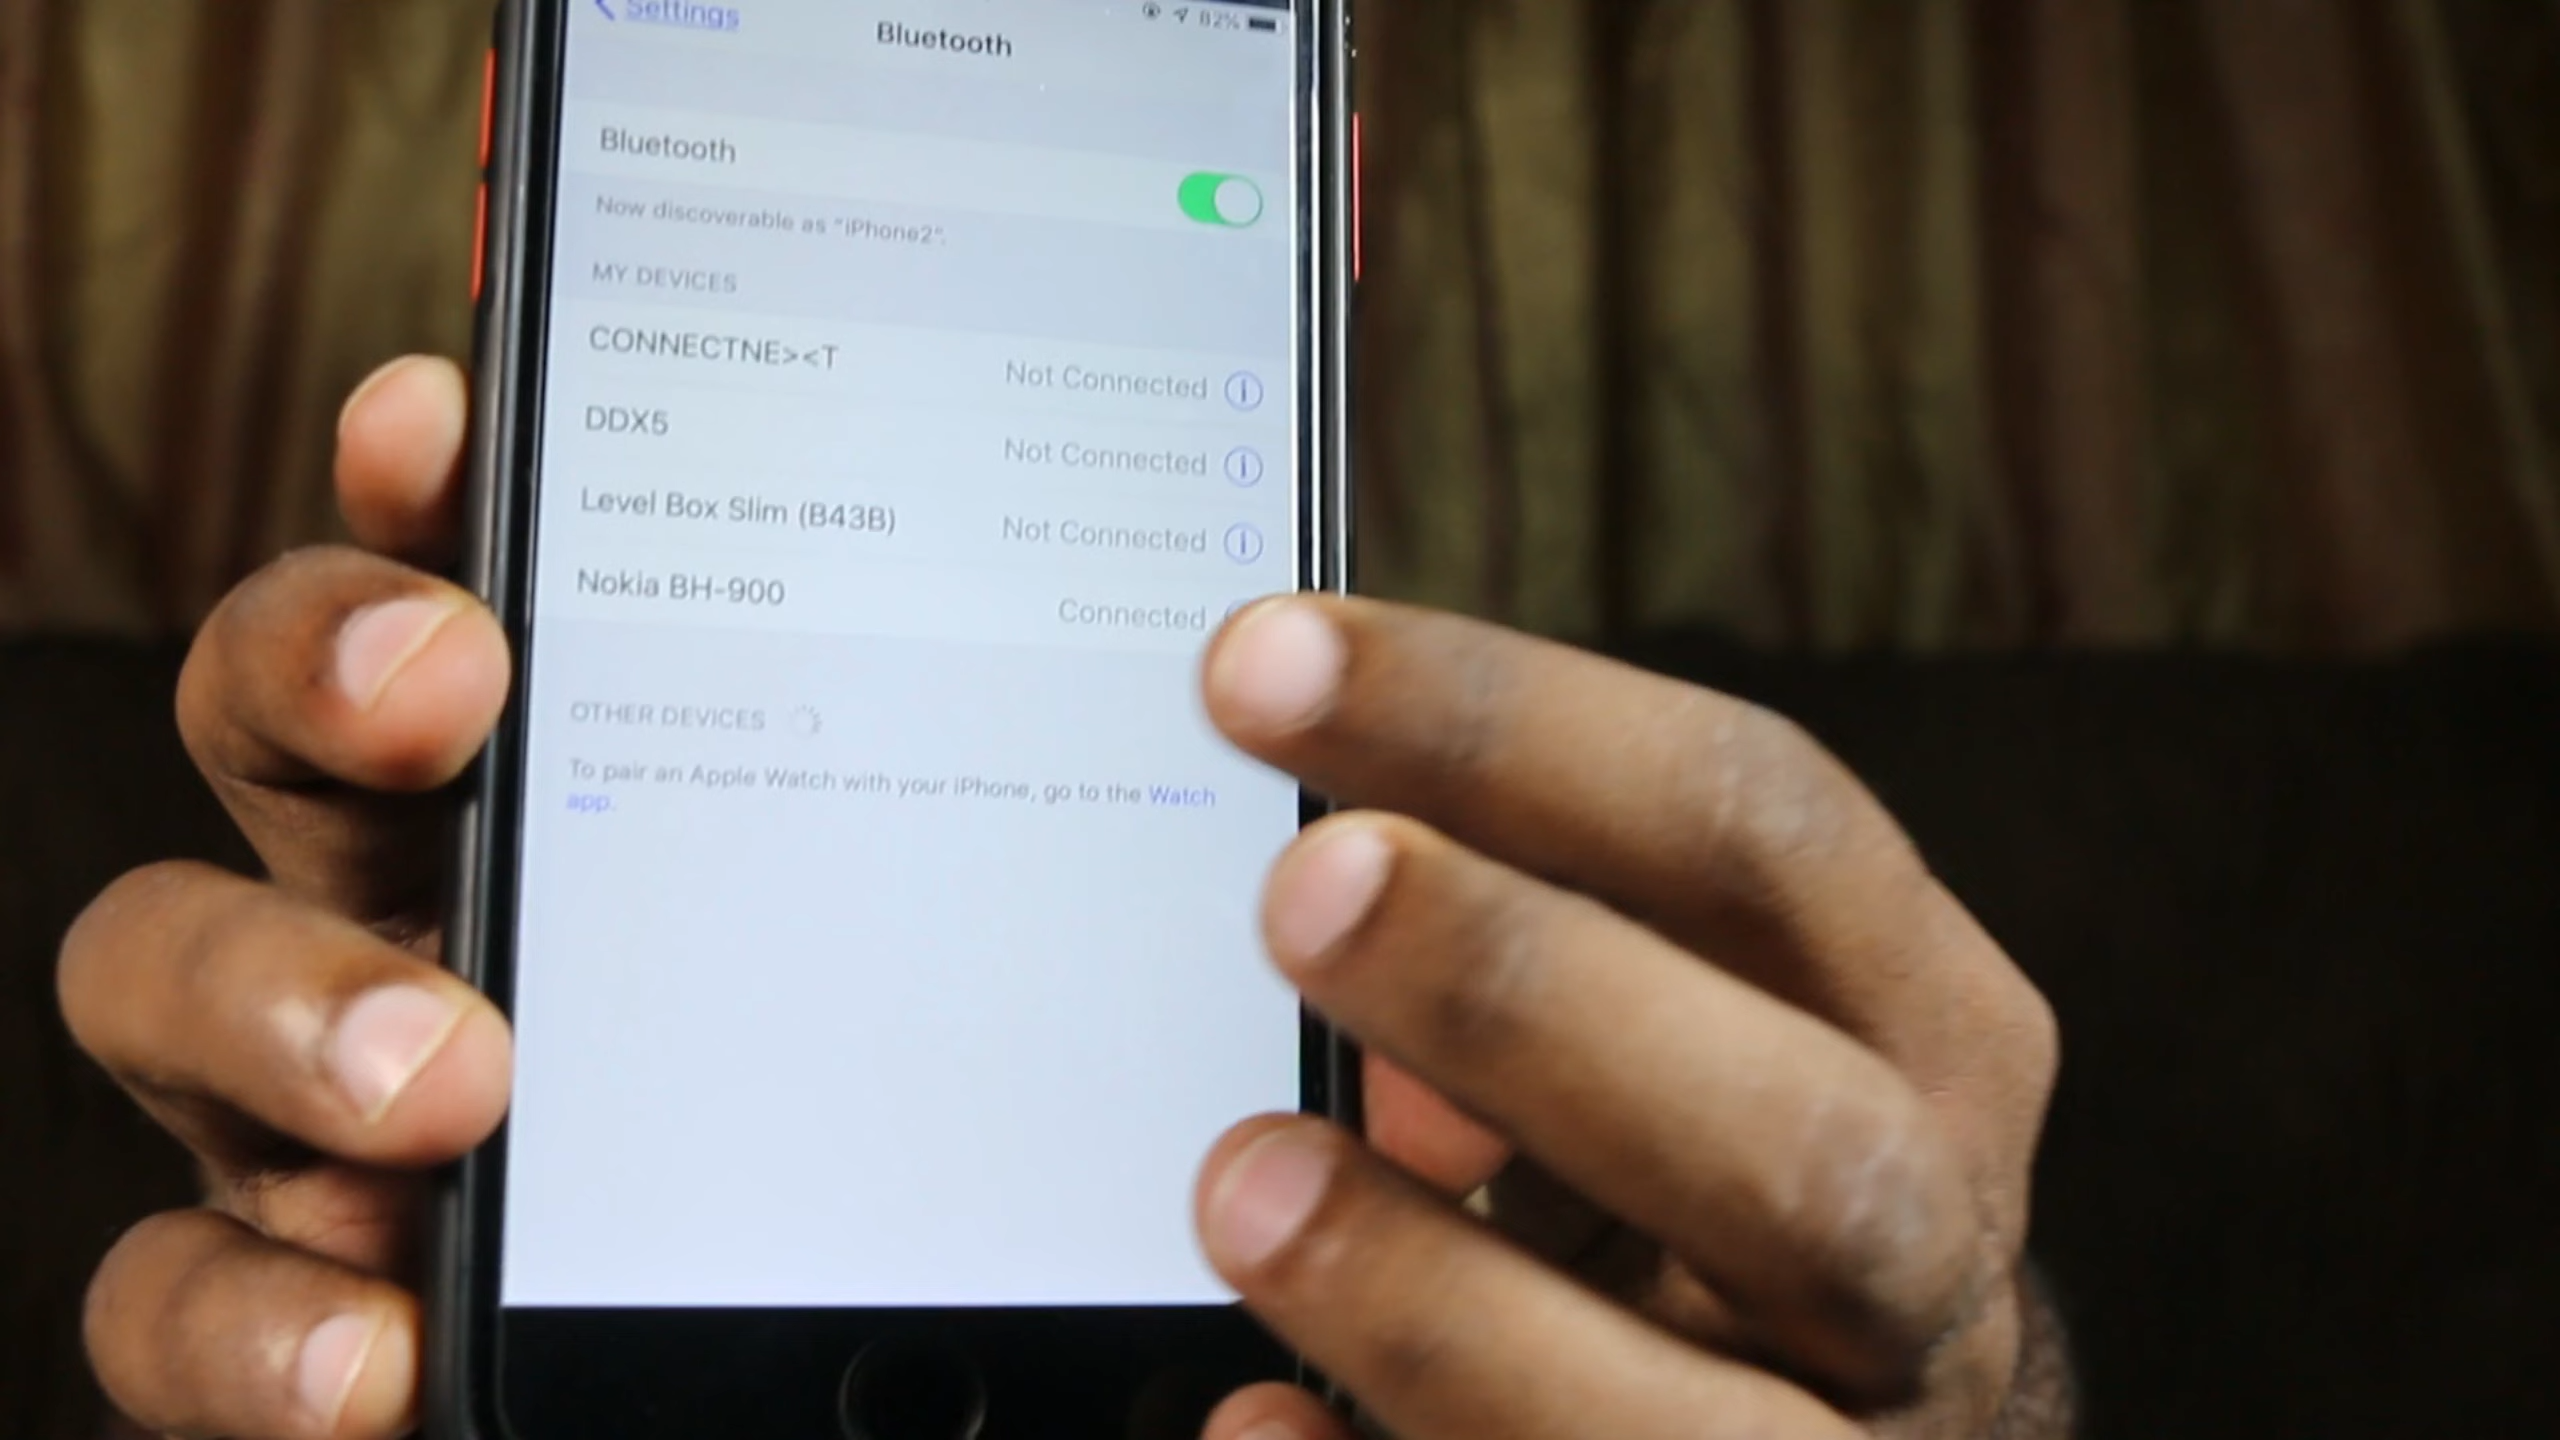 Settings
Bluetooth
82%
Bluetooth
Now discoverable as "iPhone2".
MY DEVICES
CONNECTNE><T
Not Connected
DDX5
Not Connected
Level Box Slim (B43B)
Not Connected
Nokia BH-900
Connected
OTHER DEVICES
To pair an Apple Watch with your iPhone, go to the Watch
app.